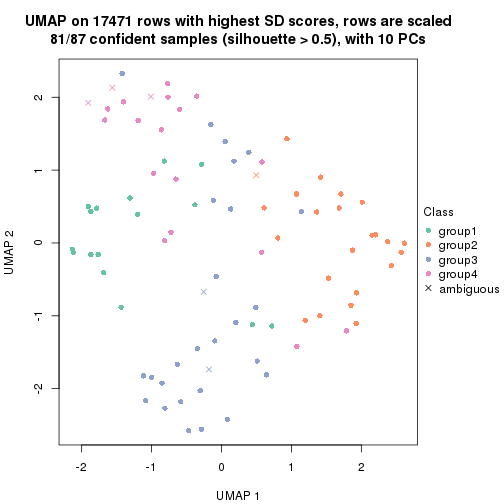 UMAP on 17471 rows with highest SD scores, rows are scaled
81/87 confident samples (silhouette > 0.5), with 10 PCs
2
1
0
-1
-2
UMAP 2
-2
-1
0
1
2
UMAP 1
Class
group1
group2
group3
group4
ambiguous